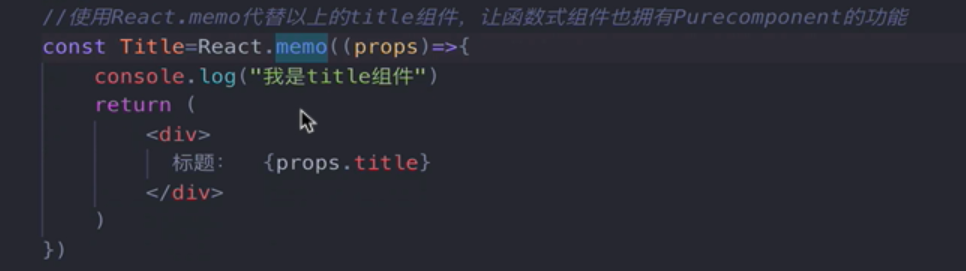 //使用React.memo代替以上的title组件，让函数式组件也拥有Purecomponent的功能
const Title=React.memo((props)=>{
console.log("我是title组件")
return (
<div>
标题： {props.title}
</div>
)
})